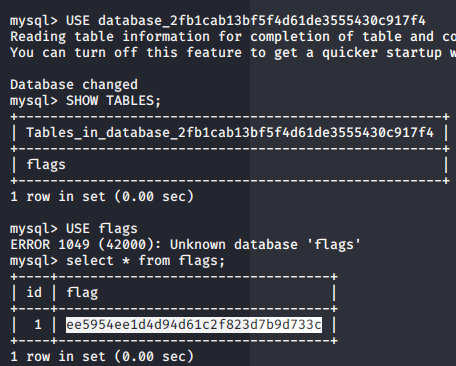 mysql> USE database_2fb1cab13bf5f4d61de3555430c917f4
Reading table information for completion of table and co
You can turn off this feature to get a quicker startup w

Database changed
mysql> SHOW TABLES;
+-----------------------------------------------+
| Tables_in_database_2fb1cab13bf5f4d61de3555430c917f4 |
+-----------------------------------------------+
| flags                                         |
+-----------------------------------------------+
1 row in set (0.00 sec)

mysql> USE flags
ERROR 1049 (42000): Unknown database 'flags'
mysql> select * from flags;
+----+----------------------------------+
| id | flag                             |
+----+----------------------------------+
|  1 | ee5954ee1d4d94d61c2f823d7b9d733c |
+----+----------------------------------+
1 row in set (0.00 sec)